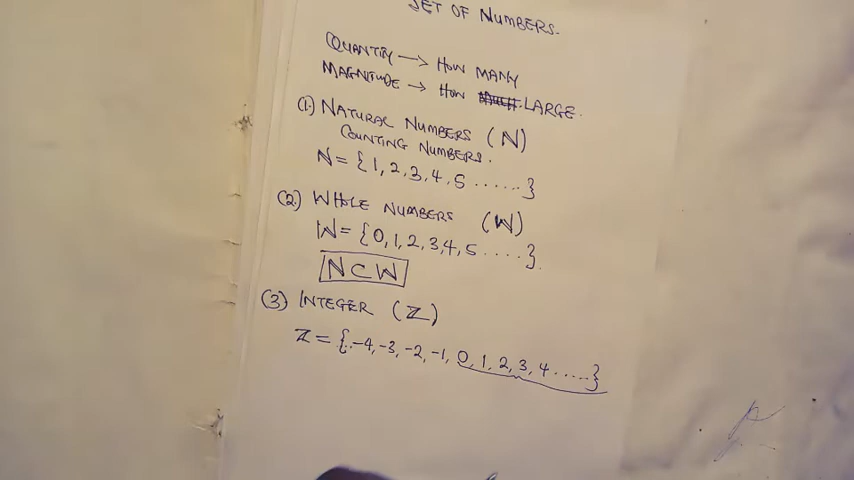 SET OF NUMBERS.
QUANTITY → HOW MANY
MAGNITUDE → HOW LARGE.
(1) NATURAL NUMBERS (N)
COUNTING NUMBERS.
N = {1, 2, 3, 4, 5 ......}
(2) WHOLE NUMBERS (W)
W = {0, 1, 2, 3, 4, 5 .....}.
N ⊂ W
(3) INTEGER (Z)
Z = {.-4, -3, -2, -1, 0, 1, 2, 3, 4 .....}